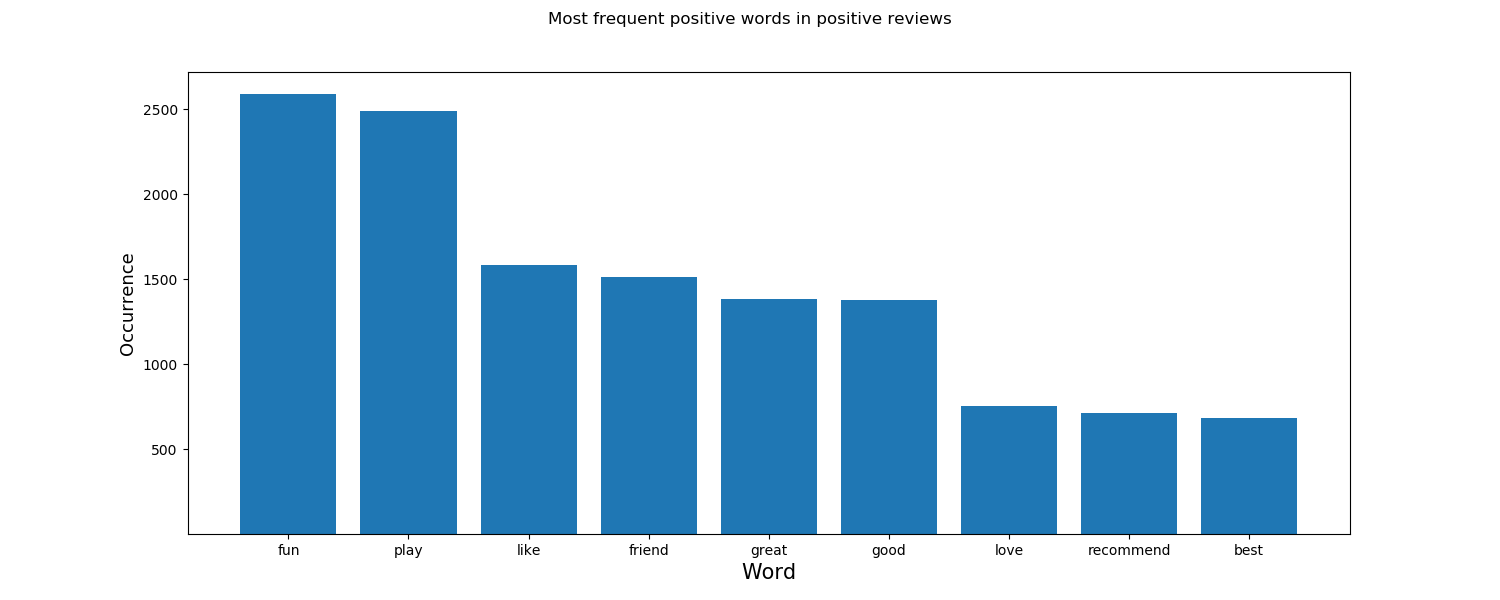 Most frequent positive words in positive reviews
2500
2000
1500
1000
500
Occurrence
fun play like friend great good love recommend best
Word